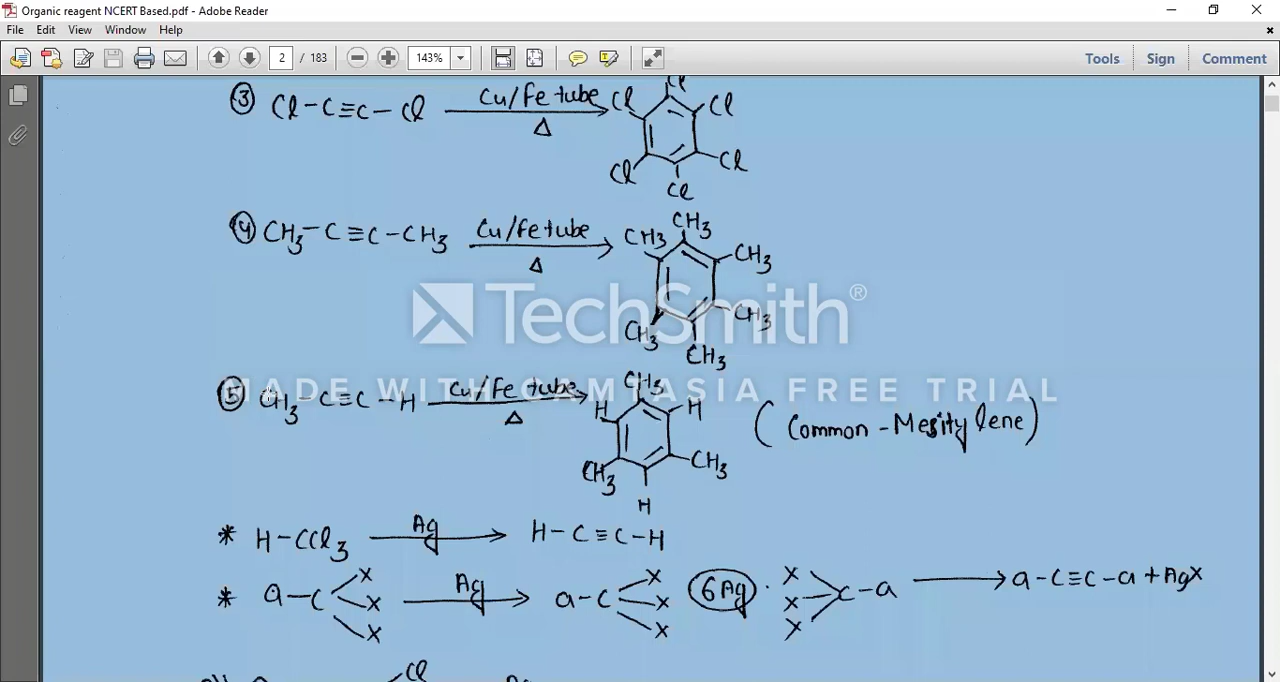 Organic reagent NCERT Based.pdf - Adobe Reader
File Edit View Window Help
2 / 183 143% Tools Sign Comment
③ Cl-C≡C-Cl Cu/Fe tube Δ Cl Cl Cl Cl Cl Cl
④ CH3-C≡C-CH3 Cu/Fe tube Δ CH3 CH3 CH3 CH3 CH3 CH3
TechSmith®
MADE WITH CAMTASIA FREE TRIAL
⑤ CH3-C≡C-H Cu/Fe tube Δ CH3 H H CH3 CH3 H (Common-Mesitylene)
* H-CCl3 Ag → H-C≡C-H
* a-C X X X Ag → a-C X X X 6Ag · X X X C-a → a-C≡C-a + AgX
Cl